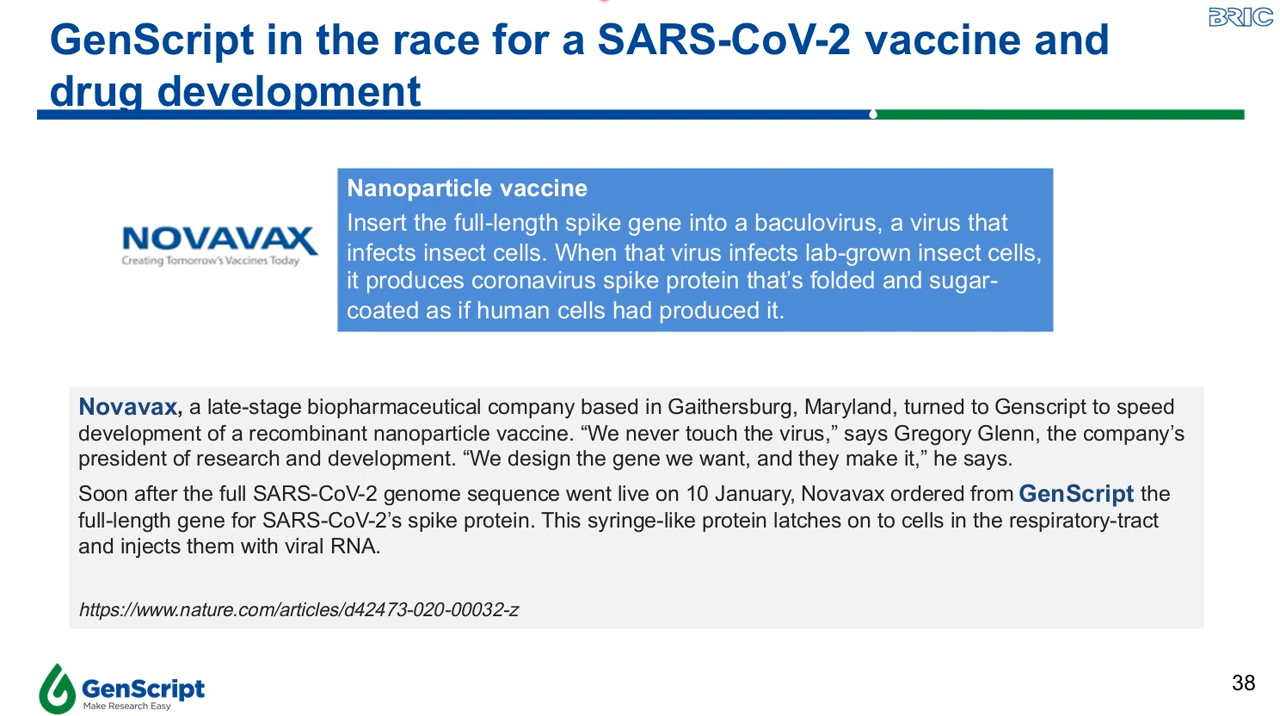 BRIC
GenScript in the race for a SARS-CoV-2 vaccine and
drug development
NOVAVAX
Creating Tomorrow's Vaccines Today
Nanoparticle vaccine
Insert the full-length spike gene into a baculovirus, a virus that
infects insect cells. When that virus infects lab-grown insect cells,
it produces coronavirus spike protein that’s folded and sugar-
coated as if human cells had produced it.
Novavax, a late-stage biopharmaceutical company based in Gaithersburg, Maryland, turned to Genscript to speed
development of a recombinant nanoparticle vaccine. “We never touch the virus,” says Gregory Glenn, the company’s
president of research and development. “We design the gene we want, and they make it,” he says.
Soon after the full SARS-CoV-2 genome sequence went live on 10 January, Novavax ordered from GenScript the
full-length gene for SARS-CoV-2’s spike protein. This syringe-like protein latches on to cells in the respiratory-tract
and injects them with viral RNA.
https://www.nature.com/articles/d42473-020-00032-z
GenScript
Make Research Easy
38